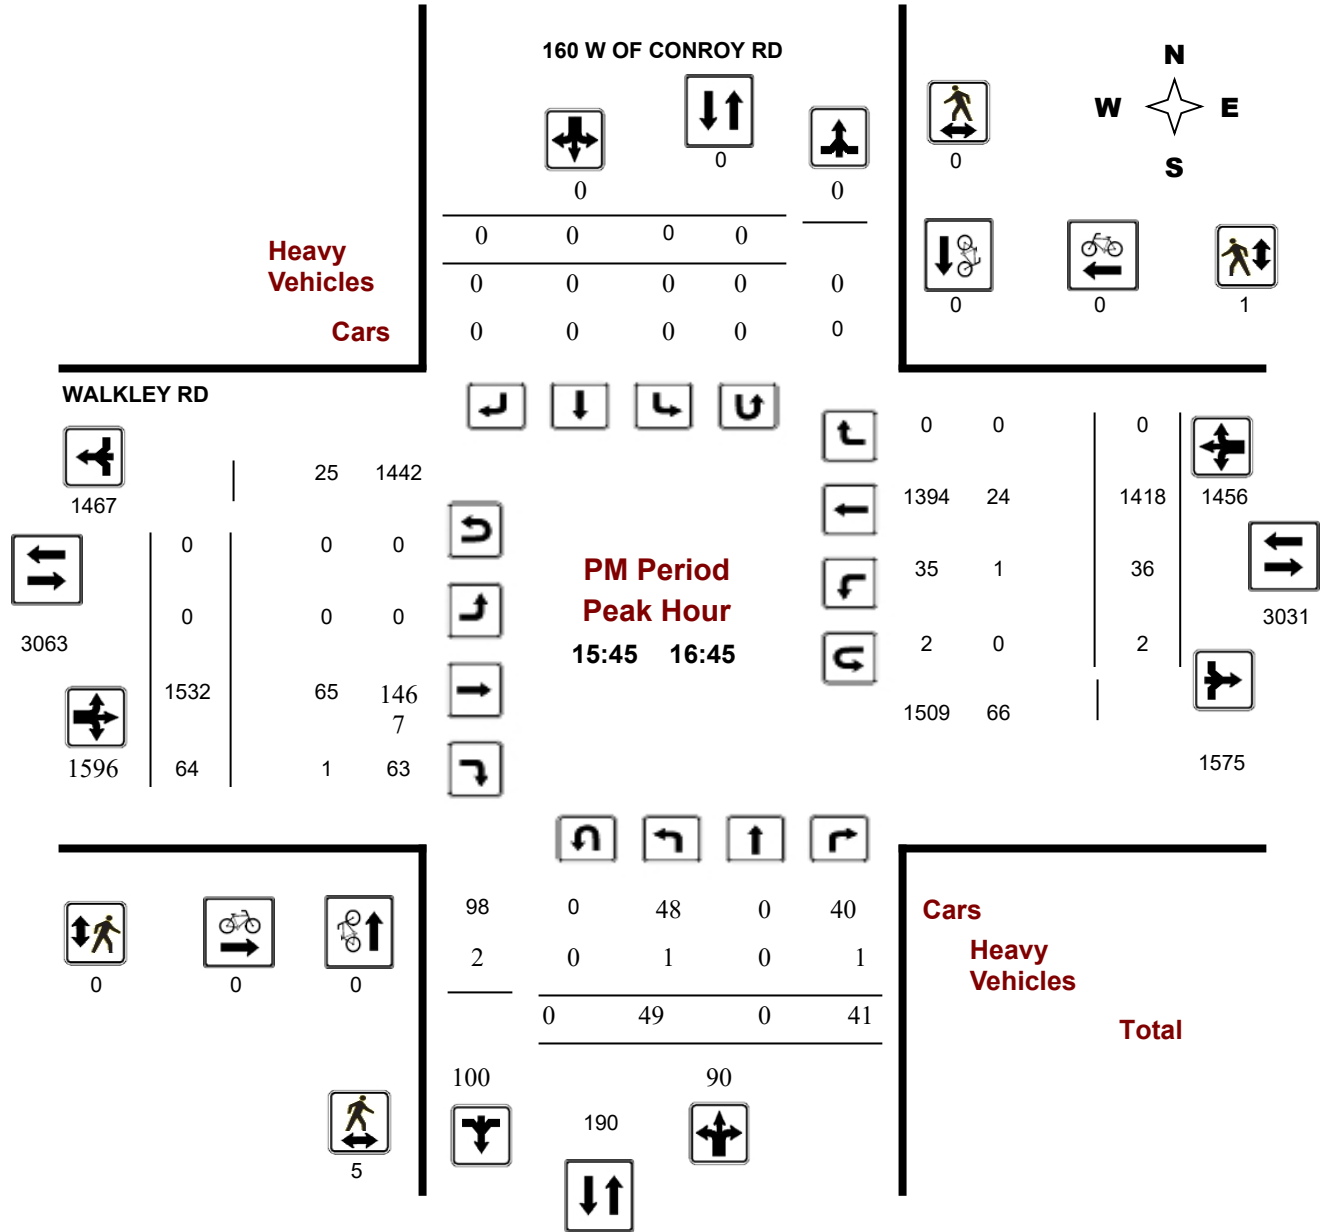 160 W OF CONROY RD
N
W E
S
0
0
0 0
0
0 0 0 0
Heavy
Vehicles
0 0 0 0 0
Cars
0 0 0 0 0
0 0 1
WALKLEY RD
0 0 0
25 1442
1467
1394 24 1418 1456
0 0 0
PM Period
Peak Hour
35 1 36
0 0 0
3063
3031
15:45 16:45
2 0 2
1532 65 146
7
1509 66
1596 64 1 63
1575
98 0 48 0 40
Cars
2 0 1 0 1
Heavy
Vehicles
0 0 0
0 49 0 41
Total
100 90
190
5